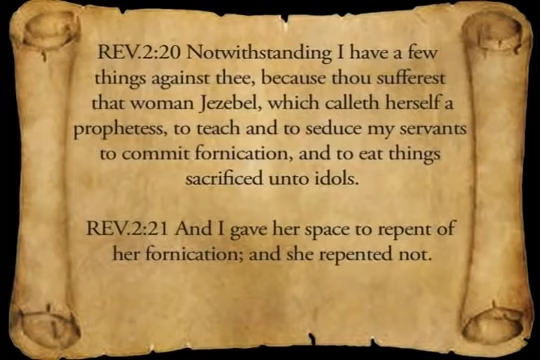 REV.2:20 Notwithstanding I have a few
things against thee, because thou sufferest
that woman Jezebel, which calleth herself a
prophetess, to teach and to seduce my servants
to commit fornication, and to eat things
sacrificed unto idols.
REV.2:21 And I gave her space to repent of
her fornication; and she repented not.